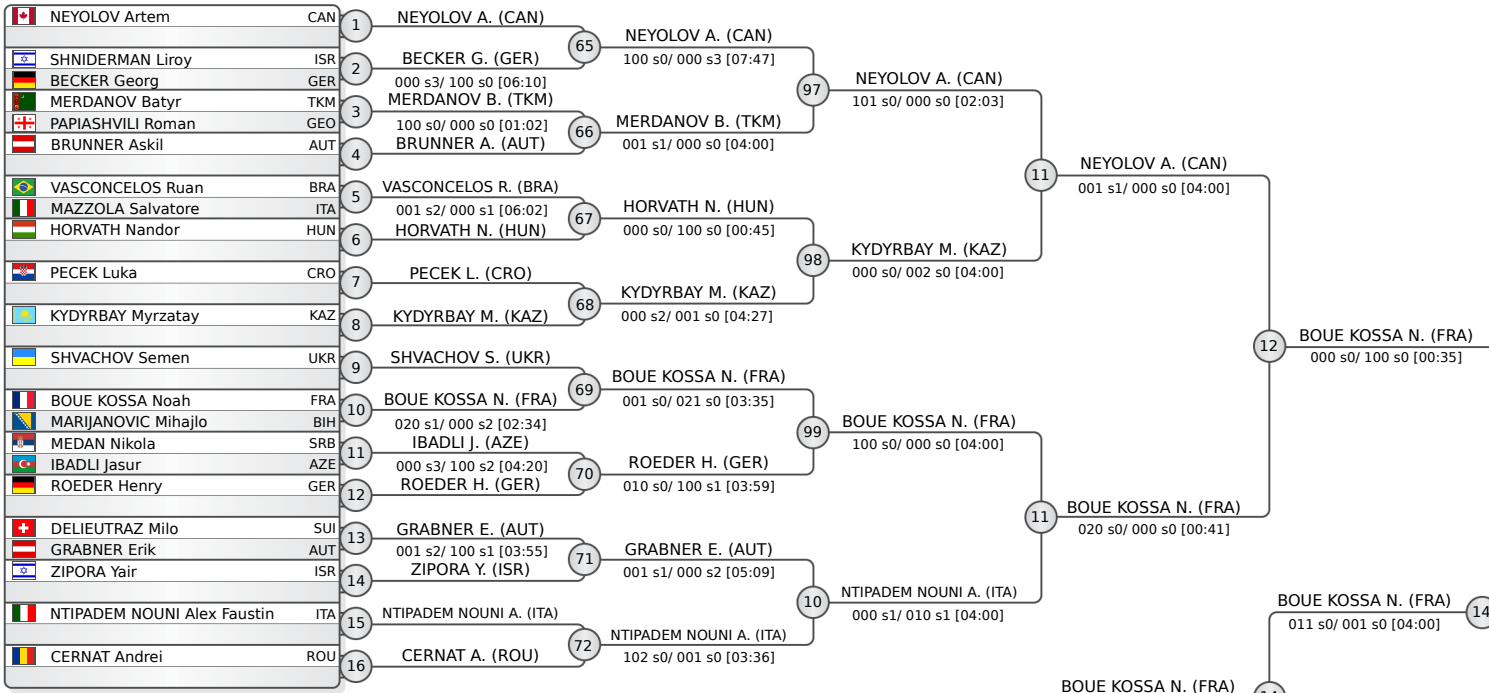 NEYOLOV Artem CAN
SHNIDERMAN Liroy ISR
BECKER Georg GER
MERDANOV Batyr TKM
PAPIASHVILI Roman GEO
BRUNNER Askil AUT
VASCONCELOS Ruan BRA
MAZZOLA Salvatore ITA
HORVATH Nandor HUN
PECEK Luka CRO
KYDYRBAY Myrzatay KAZ
SHVACHOV Semen UKR
BOUE KOSSA Noah FRA
MARIJANOVIC Mihajlo BIH
MEDAN Nikola SRB
IBADLI Jasur AZE
ROEDER Henry GER
DELIEUTRAZ Milo SUI
GRABNER Erik AUT
ZIPORA Yair ISR
NTIPADEM NOUNI Alex Faustin ITA
CERNAT Andrei ROU
1
2
3
4
5
6
7
8
9
10
11
12
13
14
15
16
NEYOLOV A. (CAN)
BECKER G. (GER)
000 s3/ 100 s0 [06:10]
MERDANOV B. (TKM)
100 s0/ 000 s0 [01:02]
BRUNNER A. (AUT)
VASCONCELOS R. (BRA)
001 s2/ 000 s1 [06:02]
HORVATH N. (HUN)
PECEK L. (CRO)
KYDYRBAY M. (KAZ)
SHVACHOV S. (UKR)
BOUE KOSSA N. (FRA)
020 s1/ 000 s2 [02:34]
IBADLI J. (AZE)
000 s3/ 100 s2 [04:20]
ROEDER H. (GER)
GRABNER E. (AUT)
001 s2/ 100 s1 [03:55]
ZIPORA Y. (ISR)
NTIPADEM NOUNI A. (ITA)
CERNAT A. (ROU)
65
66
67
68
69
70
71
72
NEYOLOV A. (CAN)
100 s0/ 000 s3 [07:47]
MERDANOV B. (TKM)
001 s1/ 000 s0 [04:00]
HORVATH N. (HUN)
000 s0/ 100 s0 [00:45]
KYDYRBAY M. (KAZ)
000 s2/ 001 s0 [04:27]
BOUE KOSSA N. (FRA)
001 s0/ 021 s0 [03:35]
ROEDER H. (GER)
010 s0/ 100 s1 [03:59]
GRABNER E. (AUT)
001 s1/ 000 s2 [05:09]
NTIPADEM NOUNI A. (ITA)
102 s0/ 001 s0 [03:36]
97
98
99
10
NEYOLOV A. (CAN)
101 s0/ 000 s0 [02:03]
KYDYRBAY M. (KAZ)
000 s0/ 002 s0 [04:00]
BOUE KOSSA N. (FRA)
100 s0/ 000 s0 [04:00]
NTIPADEM NOUNI A. (ITA)
000 s1/ 010 s1 [04:00]
11
11
NEYOLOV A. (CAN)
001 s1/ 000 s0 [04:00]
BOUE KOSSA N. (FRA)
020 s0/ 000 s0 [00:41]
12
BOUE KOSSA N. (FRA)
000 s0/ 100 s0 [00:35]
BOUE KOSSA N. (FRA)
011 s0/ 001 s0 [04:00]
14
BOUE KOSSA N. (FRA)